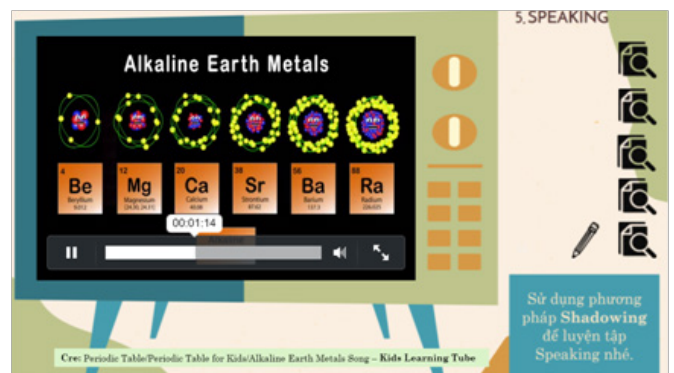 5. SPEAKING
Alkaline Earth Metals
4 12 20 38 56 88
Be Mg Ca Sr Ba Ra
Beryllium Magnesium Calcium Strontium Barium Radium
00:01:14
Sử dụng phương
pháp Shadowing
để luyện tập
Speaking nhé.
Cre: Periodic Table/Periodic Table for Kids/Alkaline Earth Metals Song – Kids Learning Tube